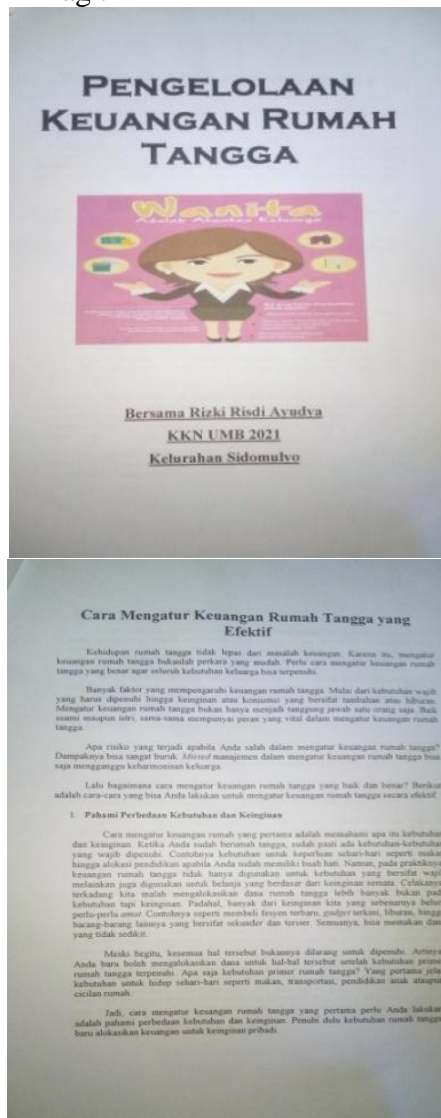 PENGELOLAAN
KEUANGAN RUMAH
TANGGA
Wanita
Adalah Akuntan Keluarga
Bersama Rizki Risdi Ayudya
KKN UMB 2021
Kelurahan Sidomulyo
Cara Mengatur Keuangan Rumah Tangga yang
Efektif
Kehidupan rumah tangga tidak lepas dari masalah keuangan. Karena itu, mengatur
keuangan rumah tangga bukanlah perkara yang mudah. Perlu cara mengatur keuangan rumah
tangga yang benar agar seluruh kebutuhan keluarga bisa terpenuhi.
Banyak faktor yang mempengaruhi keuangan rumah tangga. Mulai dari kebutuhan wajib
yang harus dipenuhi hingga keinginan atau konsumsi yang bersifat tambahan atau hiburan.
Mengatur keuangan rumah tangga bukan hanya menjadi tanggung jawab satu orang saja. Baik
suami maupun istri, sama-sama mempunyai peran yang vital dalam mengatur keuangan rumah
tangga.
Apa risiko yang terjadi apabila Anda salah dalam mengatur keuangan rumah tangga?
Dampaknya bisa sangat buruk. Missed manajemen dalam mengatur keuangan rumah tangga bisa
saja mengganggu keharmonisan keluarga.
Lalu bagaimana cara mengatur keuangan rumah tangga yang baik dan benar? Berikut
adalah cara-cara yang bisa Anda lakukan untuk mengatur keuangan rumah tangga secara efektif.
1. Pahami Perbedaan Kebutuhan dan Keinginan
Cara mengatur keuangan rumah yang pertama adalah memahami apa itu kebutuhan
dan keinginan. Ketika Anda sudah berumah tangga, sudah pasti ada kebutuhan-kebutuhan
yang wajib dipenuhi. Contohnya kebutuhan untuk keperluan sehari-hari seperti makan
hingga alokasi pendidikan apabila Anda sudah memiliki buah hati. Namun, pada praktiknya
keuangan rumah tangga tidak hanya digunakan untuk kebutuhan yang bersifat wajib
melainkan juga digunakan untuk belanja yang berdasar dari keinginan semata. Celakanya
terkadang kita malah mengalokasikan dana rumah tangga lebih banyak bukan pad
kebutuhan tapi keinginan. Padahal, banyak dari keinginan kita yang sebenarnya belum
perlu-perlu amat. Contohnya seperti membeli fesyen terbaru, gadget terkini, liburan, hingga
barang-barang lainnya yang bersifat sekunder dan tersier. Semuanya, bisa memakan dan
yang tidak sedikit.
Meski begitu, kesemua hal tersebut bukannya dilarang untuk dipenuhi. Artinya
Anda baru boleh mengalokasikan dana untuk hal-hal tersebut setelah kebutuhan prime
rumah tangga terpenuhi. Apa saja kebutuhan primer rumah tangga? Yang pertama jela
kebutuhan untuk hidup sehari-hari seperti makan, transportasi, pendidikan anak ataupun
cicilan rumah.
Jadi, cara mengatur keuangan rumah tangga yang pertama perlu Anda lakukan
adalah pahami perbedaan kebutuhan dan keinginan. Penuhi dulu kebutuhan rumah tangga
baru alokasikan keuangan untuk keinginan pribadi.